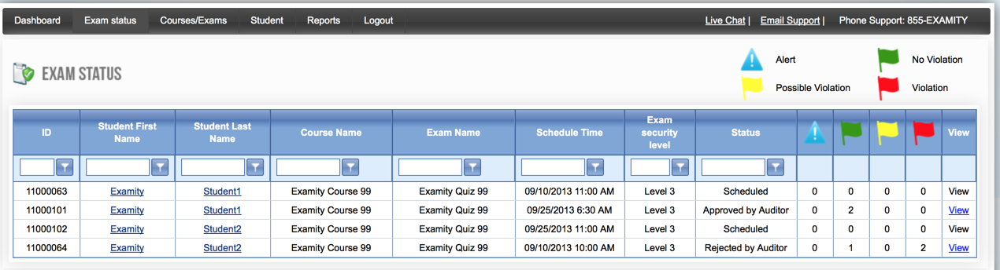 Dashboard Exam status Courses/Exams Student Reports Logout Live Chat | Email Support | Phone Support: 855-EXAMITY
Alert No Violation
EXAM STATUS
Possible Violation Violation
ID Student First Name Student Last Name Course Name Exam Name Schedule Time Exam security level Status View
11000063 Examity Student1 Examity Course 99 Examity Quiz 99 09/10/2013 11:00 AM Level 3 Scheduled 0 0 0 0 View
11000101 Examity Student1 Examity Course 99 Examity Quiz 99 09/25/2013 6:30 AM Level 3 Approved by Auditor 0 2 0 0 View
11000102 Examity Student2 Examity Course 99 Examity Quiz 99 09/25/2013 11:00 AM Level 3 Scheduled 0 0 0 0 View
11000064 Examity Student2 Examity Course 99 Examity Quiz 99 09/10/2013 10:00 AM Level 3 Rejected by Auditor 0 1 0 2 View